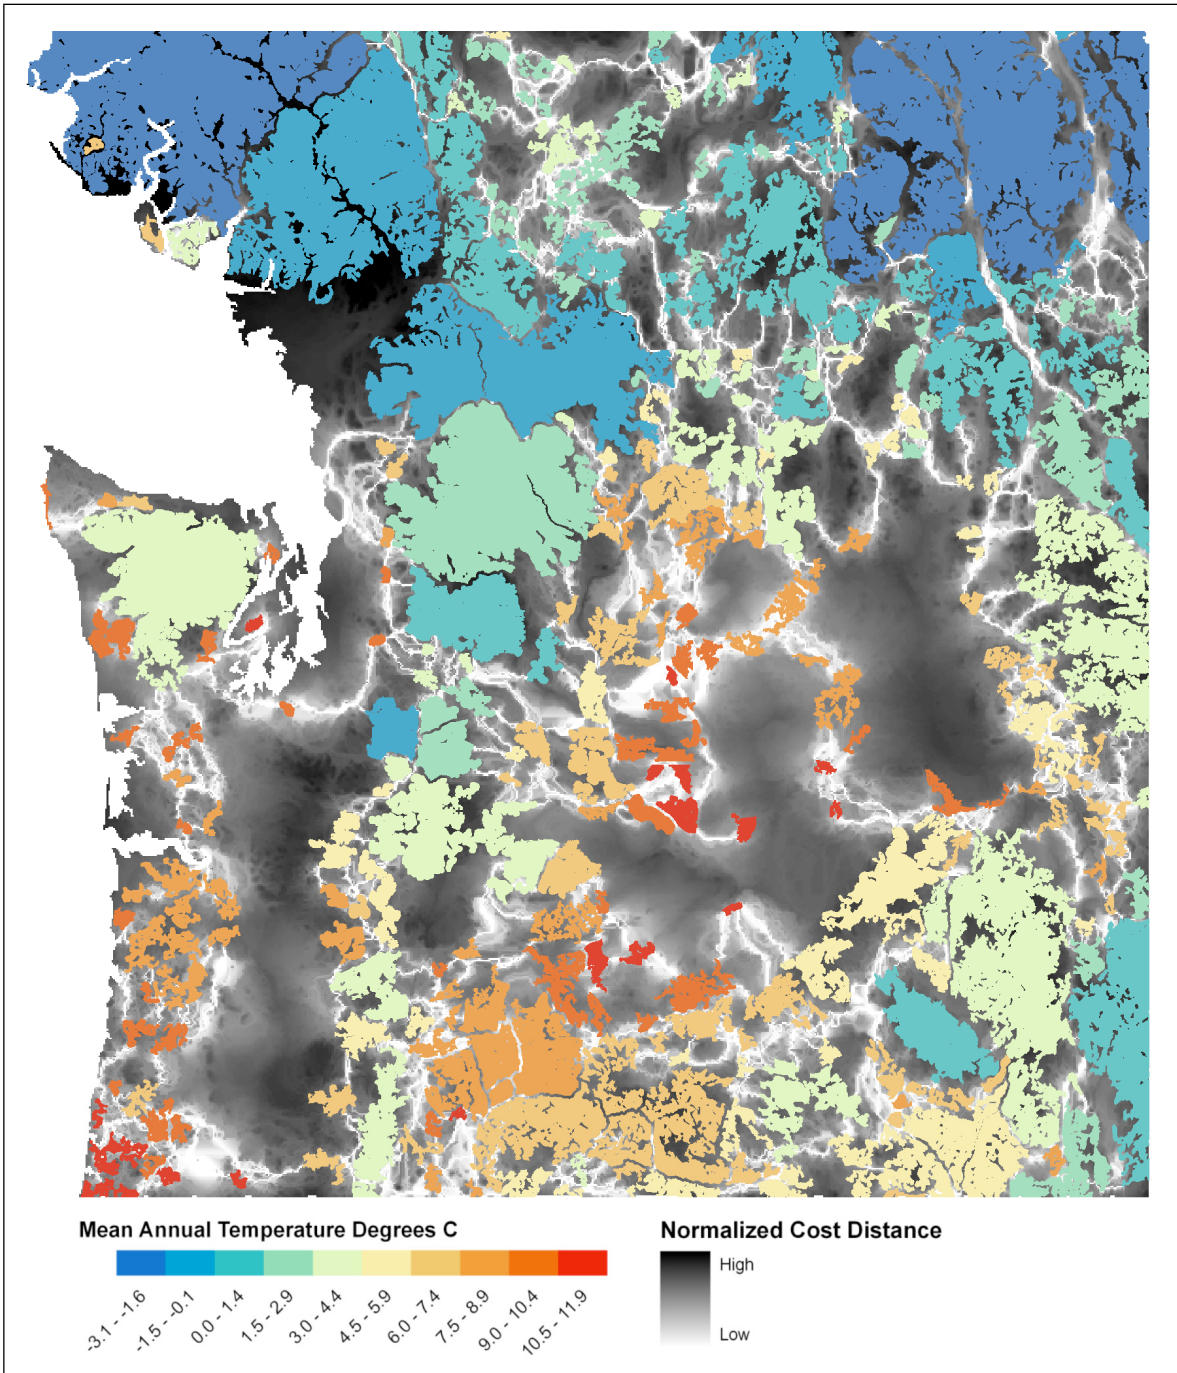 Mean Annual Temperature Degrees C
-3.1 - -1.6
-1.5 - -0.1
0.0 - 1.4
1.5 - 2.9
3.0 - 4.4
4.5 - 5.9
6.0 - 7.4
7.5 - 8.9
9.0 - 10.4
10.5 - 11.9
Normalized Cost Distance
High
Low